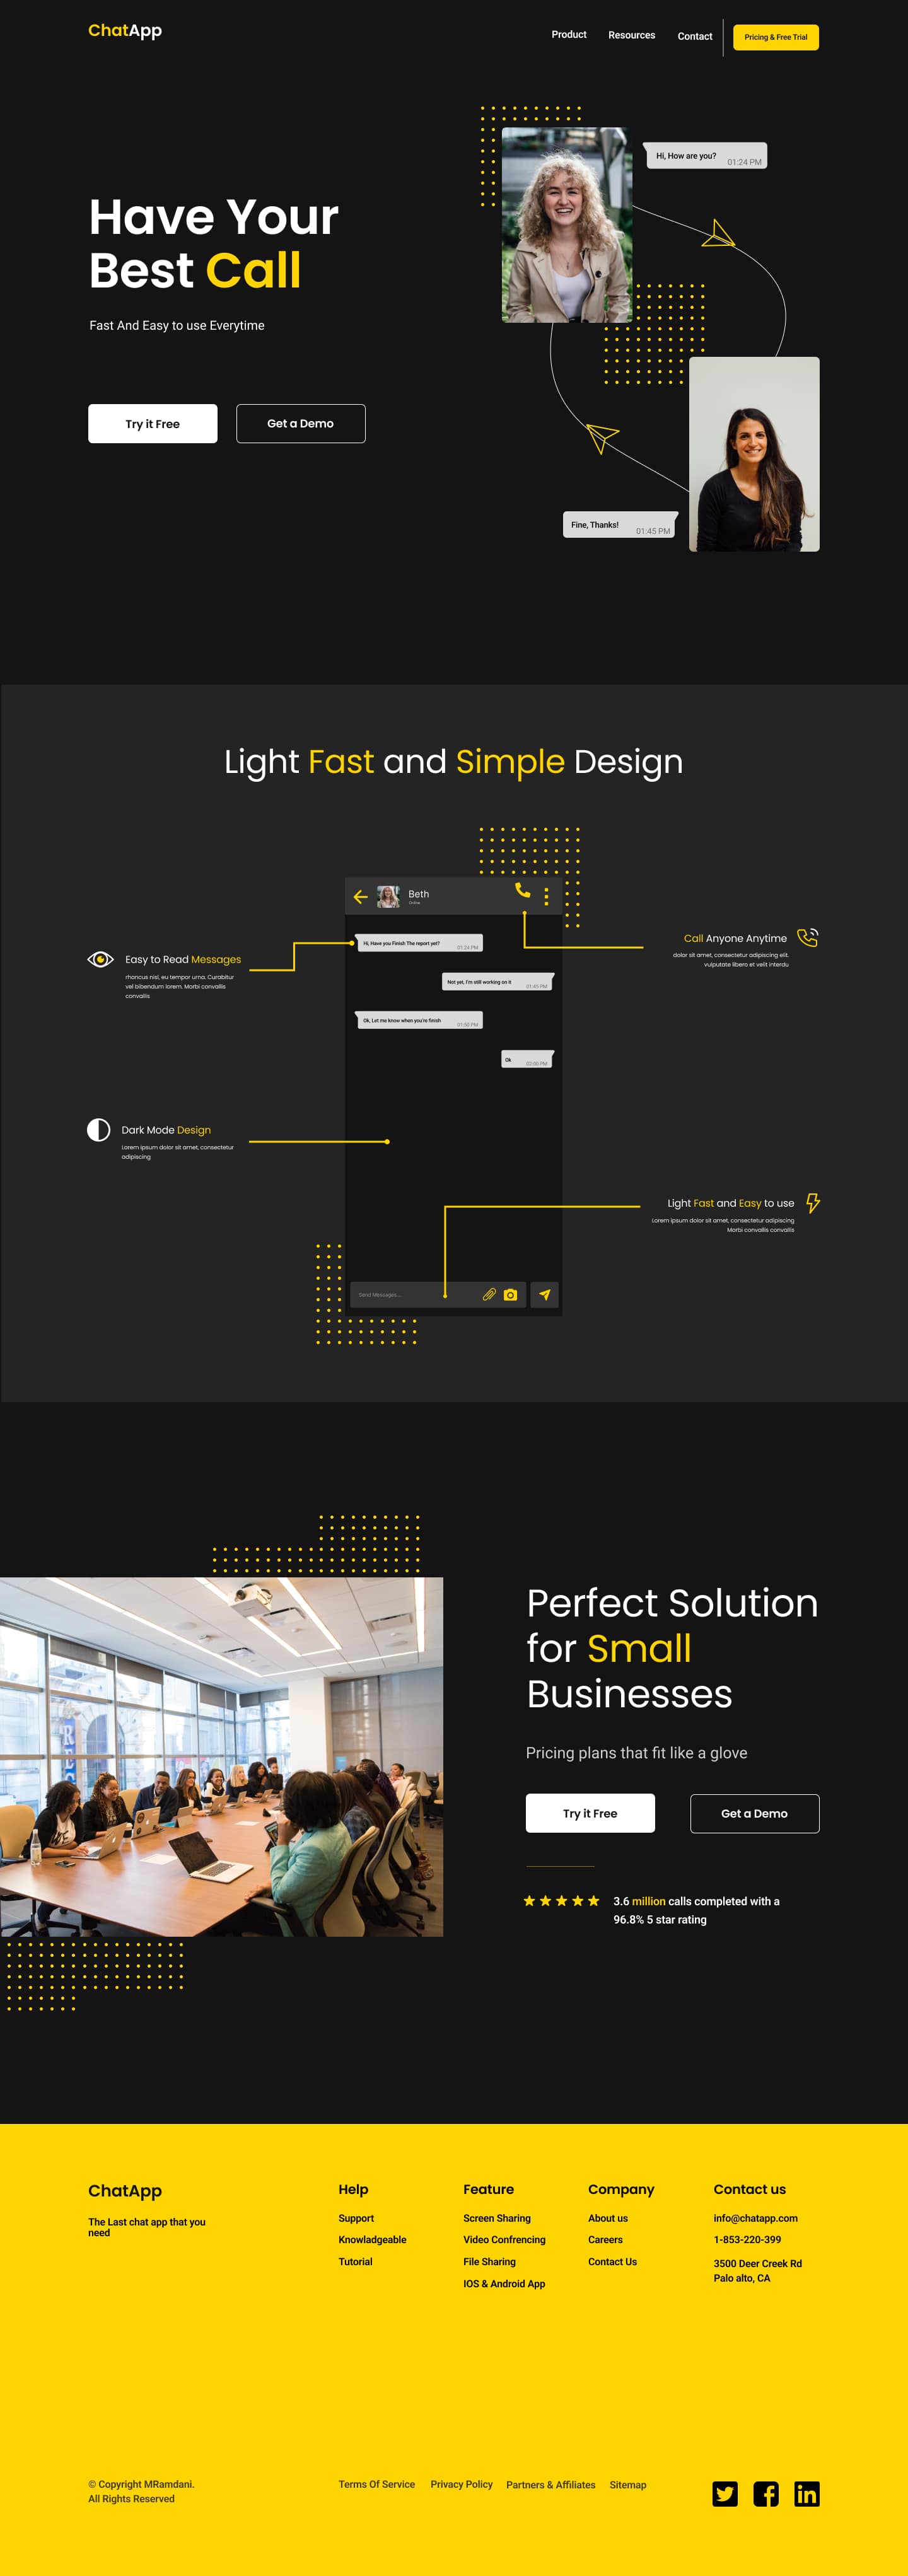 ChatApp
Product
Resources
Contact
Pricing & Free Trial
Hi, How are you?
01:24 PM
Have Your
Best Call
Fast And Easy to use Everytime
Try it Free
Get a Demo
Fine, Thanks!
01:45 PM
Light Fast and Simple Design
Beth
Online
Hi, Have you Finish The report yet?
01:24 PM
Not yet, I'm still working on it
01:45 PM
Ok, Let me know when you're finish
01:50 PM
Ok
02:00 PM
Easy to Read Messages
rhoncus nisl, eu tempor urna. Curabitur
vel bibendum lorem. Morbi convallis
convallis
Call Anyone Anytime
dolor sit amet, consectetur adipiscing elit.
vulputate libero et velit interdu
Dark Mode Design
Lorem ipsum dolor sit amet, consectetur
adipiscing
Light Fast and Easy to use
Lorem ipsum dolor sit amet, consectetur adipiscing
Morbi convallis convallis
Send Messages...
Perfect Solution
for Small
Businesses
Pricing plans that fit like a glove
Try it Free
Get a Demo
3.6 million calls completed with a
96.8% 5 star rating
ChatApp
The Last chat app that you
need
Help
Support
Knowladgeable
Tutorial
Feature
Screen Sharing
Video Confrencing
File Sharing
IOS & Android App
Company
About us
Careers
Contact Us
Contact us
info@chatapp.com
1-853-220-399
3500 Deer Creek Rd
Palo alto, CA
© Copyright MRamdani.
All Rights Reserved
Terms Of Service
Privacy Policy
Partners & Affiliates
Sitemap